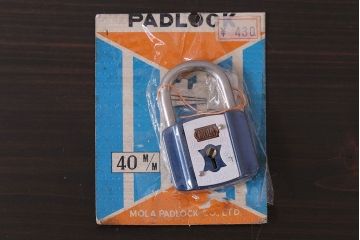 PADLOCK
¥ 430
40 M/M
MOLA PADLOCK CO., LTD.